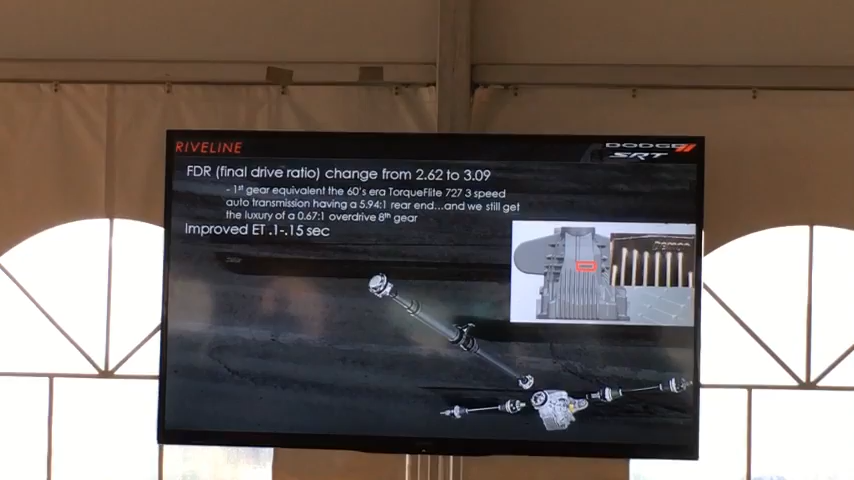 RIVELINE
DODGE
SRT
FDR (final drive ratio) change from 2.62 to 3.09
- 1st gear equivalent the 60's era TorqueFlite 727 3 speed
auto transmission having a 5.94:1 rear end...and we still get
the luxury of a 0.67:1 overdrive 8th gear
Improved ET .1-.15 sec
Demon